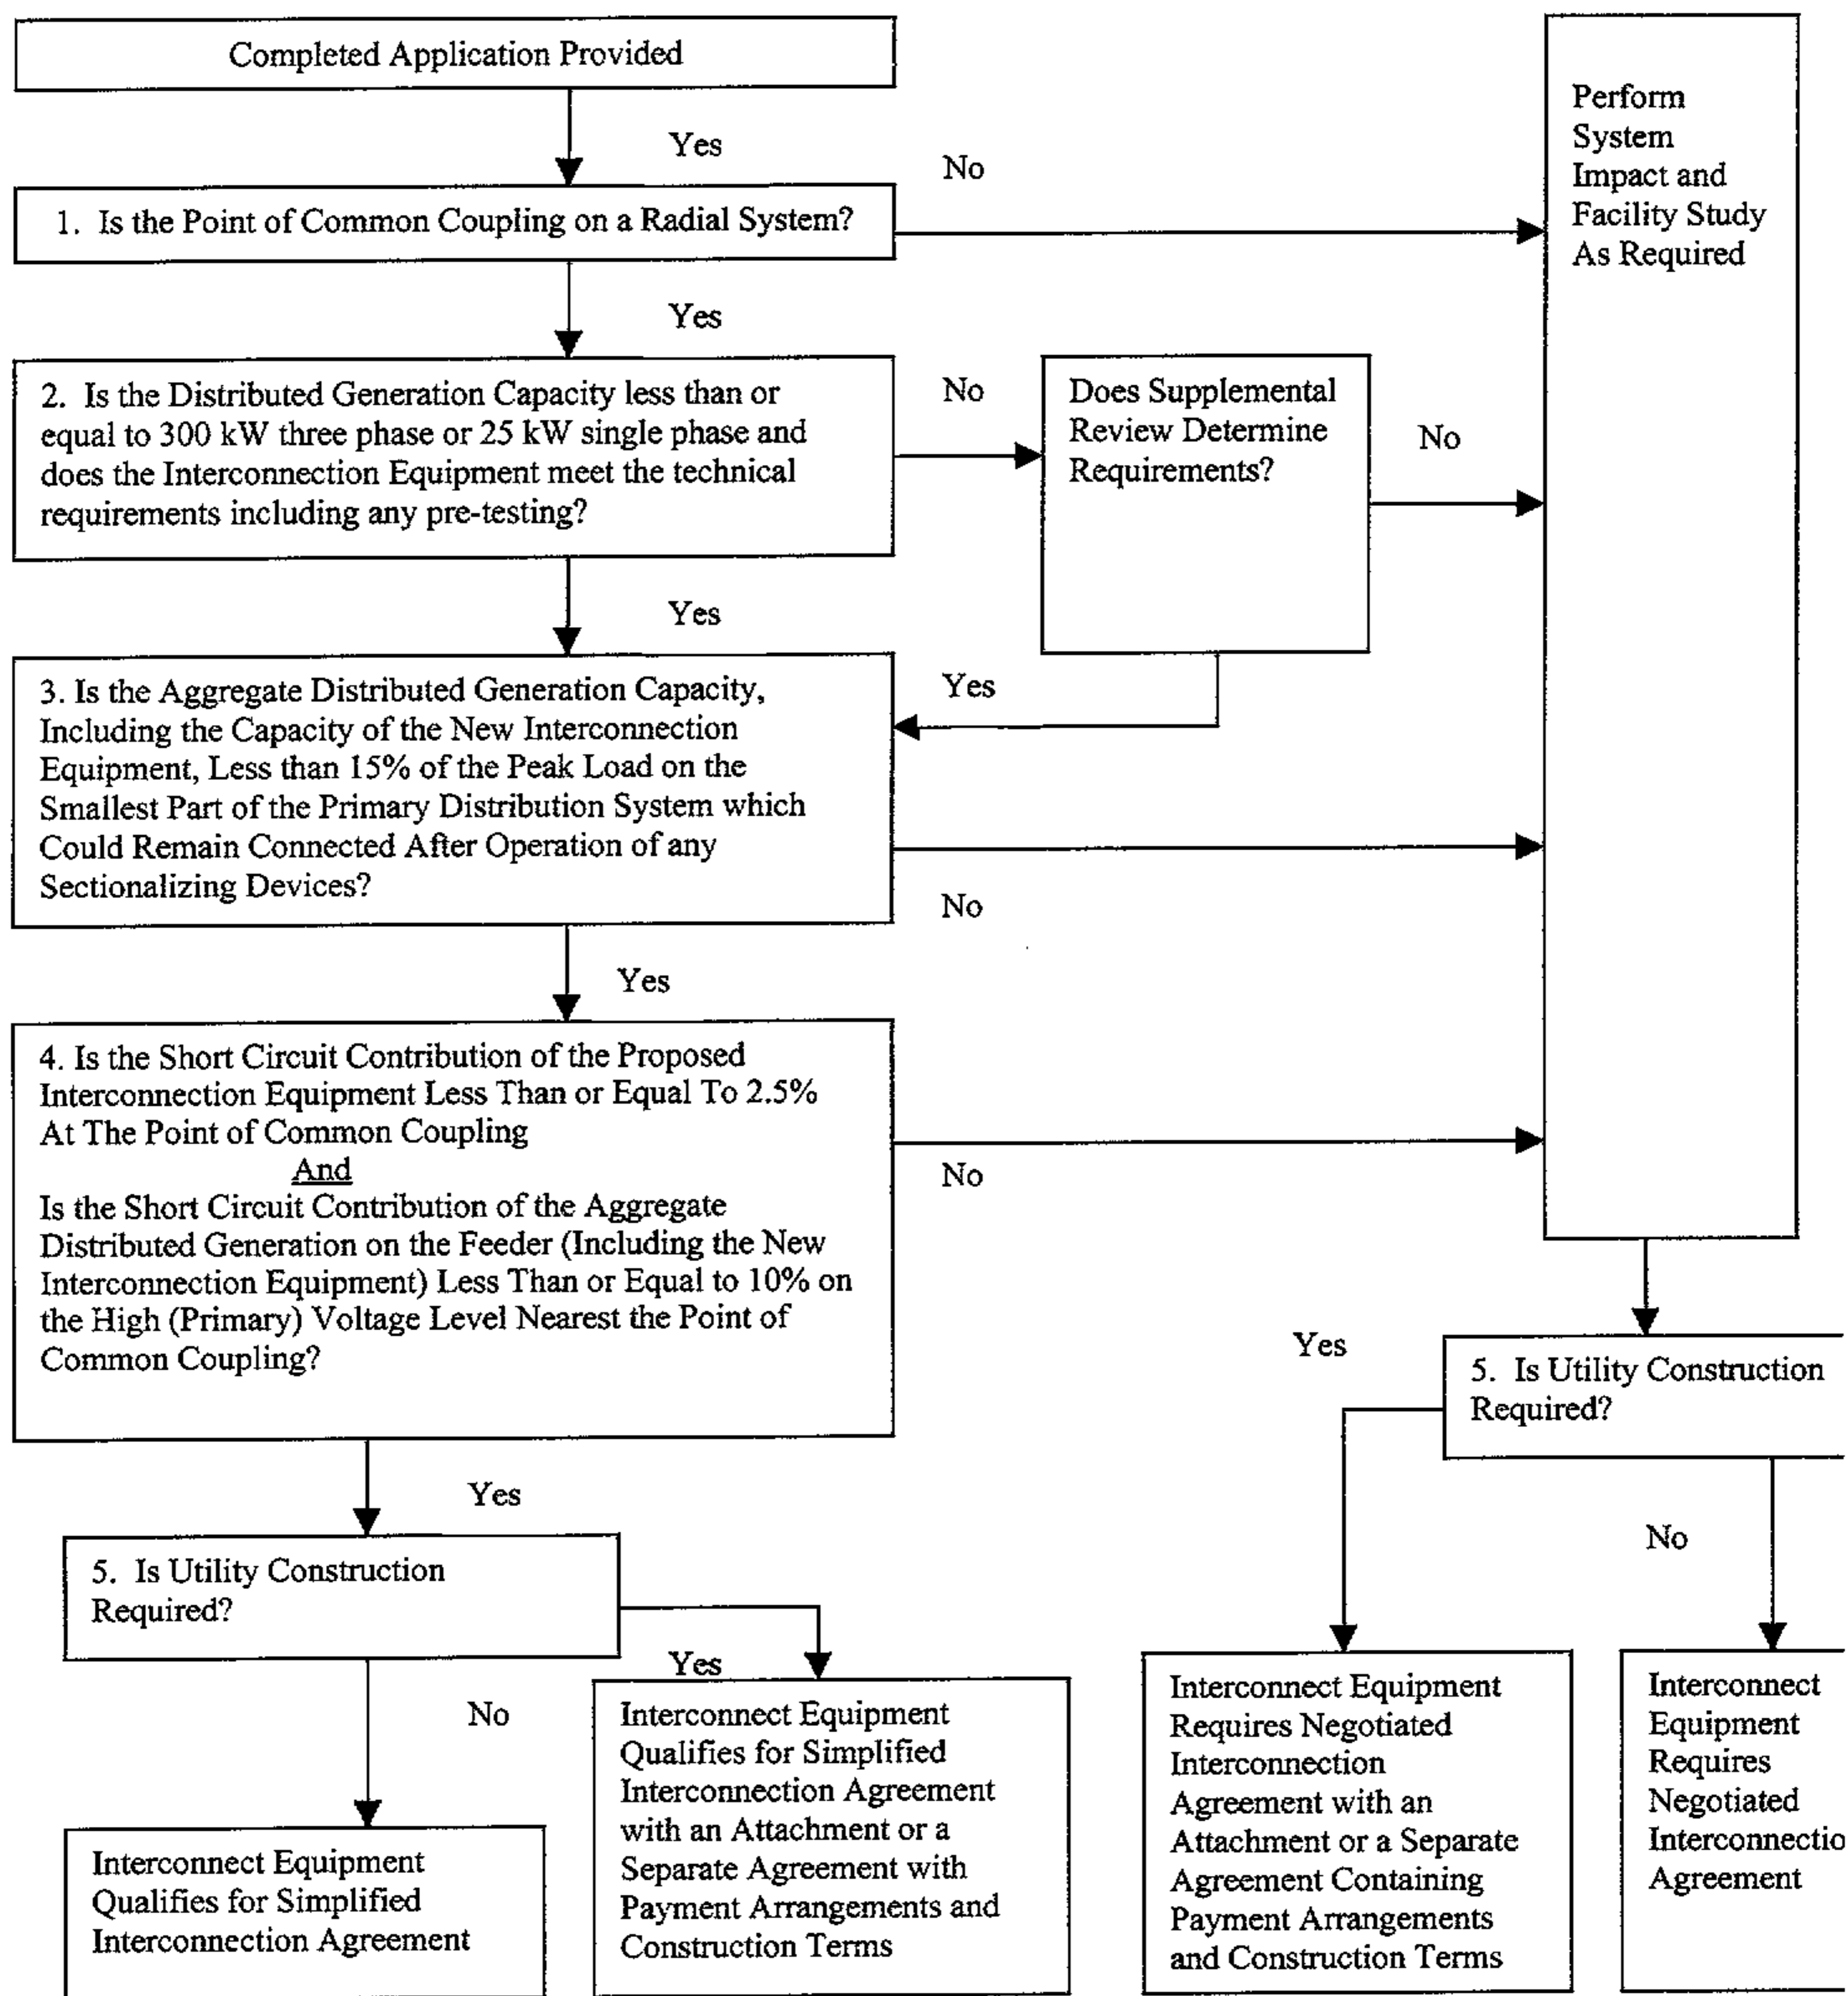 Completed Application Provided
Yes
No
Perform
System
Impact and
Facility Study
As Required
1. Is the Point of Common Coupling on a Radial System?
Yes
2. Is the Distributed Generation Capacity less than or
equal to 300 kW three phase or 25 kW single phase and
does the Interconnection Equipment meet the technical
requirements including any pre-testing?
No
Does Supplemental
Review Determine
Requirements?
No
Yes
Yes
3. Is the Aggregate Distributed Generation Capacity,
Including the Capacity of the New Interconnection
Equipment, Less than 15% of the Peak Load on the
Smallest Part of the Primary Distribution System which
Could Remain Connected After Operation of any
Sectionalizing Devices?
No
Yes
4. Is the Short Circuit Contribution of the Proposed
Interconnection Equipment Less Than or Equal To 2.5%
At The Point of Common Coupling
And
Is the Short Circuit Contribution of the Aggregate
Distributed Generation on the Feeder (Including the New
Interconnection Equipment) Less Than or Equal to 10% on
the High (Primary) Voltage Level Nearest the Point of
Common Coupling?
No
Yes
5. Is Utility Construction
Required?
Yes
No
Yes
5. Is Utility Construction
Required?
No
Yes
Interconnect Equipment
Qualifies for Simplified
Interconnection Agreement
Interconnect Equipment
Qualifies for Simplified
Interconnection Agreement
with an Attachment or a
Separate Agreement with
Payment Arrangements and
Construction Terms
Interconnect Equipment
Requires Negotiated
Interconnection
Agreement with an
Attachment or a Separate
Agreement Containing
Payment Arrangements
and Construction Terms
Interconnect
Equipment
Requires
Negotiated
Interconnectio
Agreement